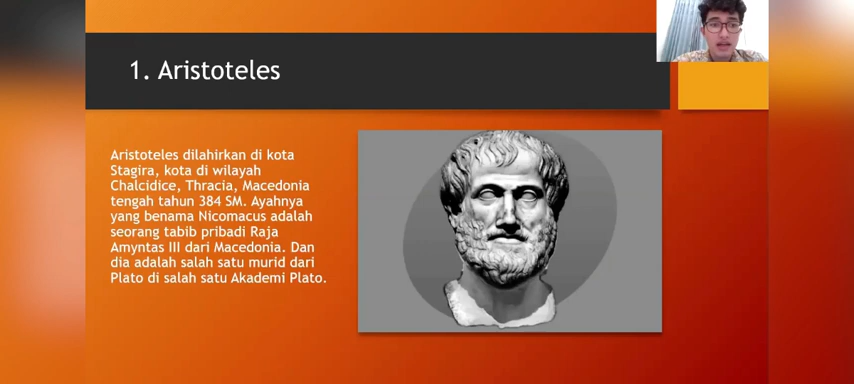 1. Aristoteles
Aristoteles dilahirkan di kota
Stagira, kota di wilayah
Chalcidice, Thracia, Macedonia
tengah tahun 384 SM. Ayahnya
yang benama Nicomacus adalah
seorang tabib pribadi Raja
Amyntas III dari Macedonia. Dan
dia adalah salah satu murid dari
Plato di salah satu Akademi Plato.